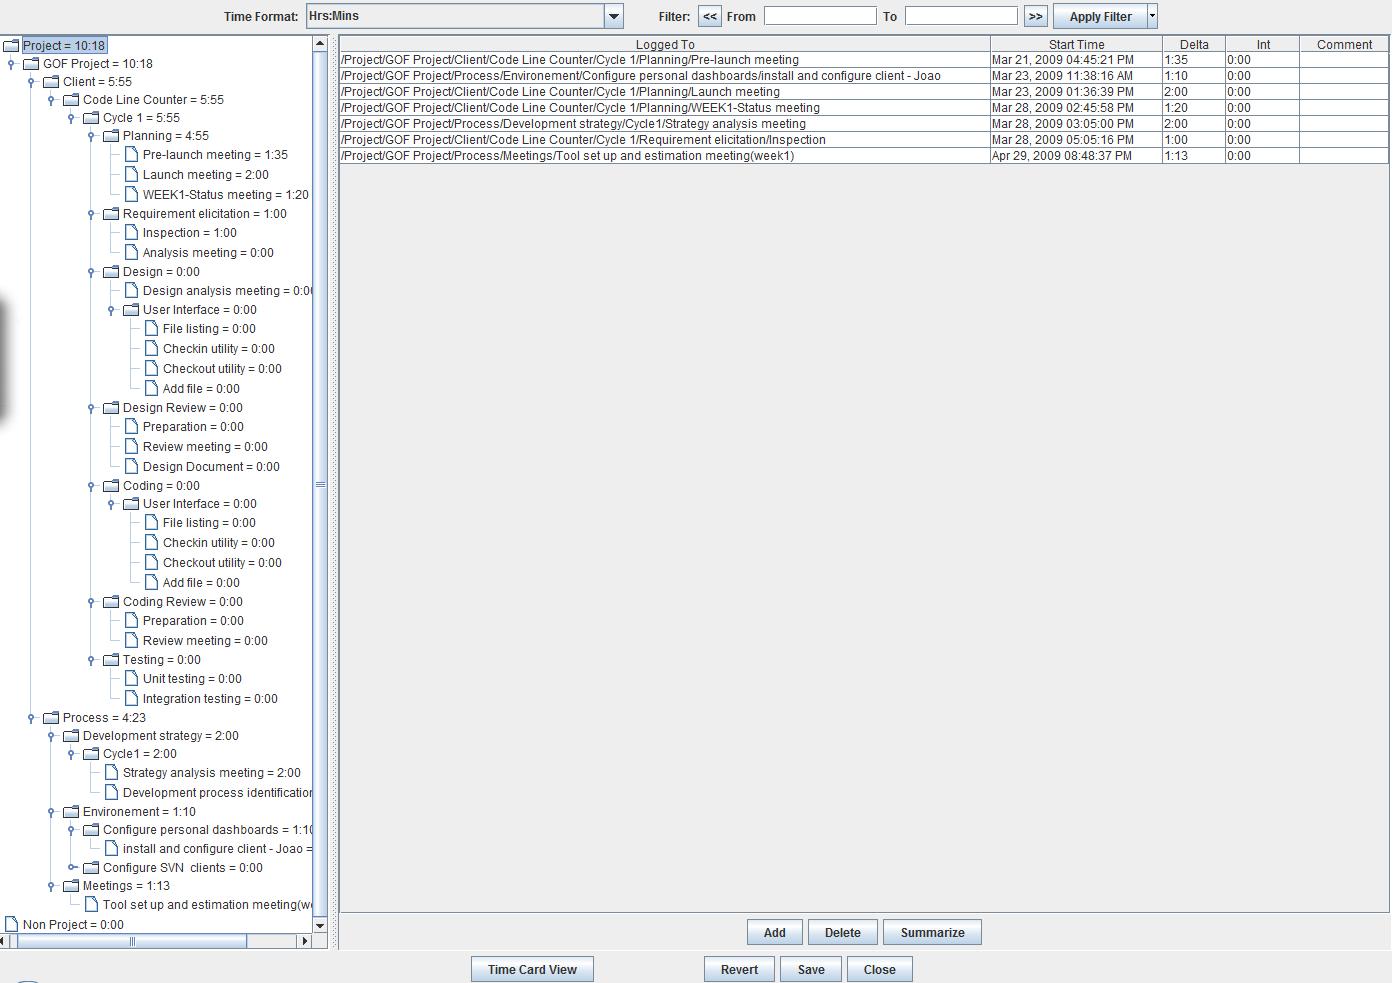 Time Format: Hrs:Mins Filter: << From To >> Apply Filter
Project = 10:18
GOF Project = 10:18
Client = 5:55
Code Line Counter = 5:55
Cycle 1 = 5:55
Planning = 4:55
Pre-launch meeting = 1:35
Launch meeting = 2:00
WEEK1-Status meeting = 1:20
Requirement elicitation = 1:00
Inspection = 1:00
Analysis meeting = 0:00
Design = 0:00
Design analysis meeting = 0:00
User Interface = 0:00
File listing = 0:00
Checkin utility = 0:00
Checkout utility = 0:00
Add file = 0:00
Design Review = 0:00
Preparation = 0:00
Review meeting = 0:00
Design Document = 0:00
Coding = 0:00
User Interface = 0:00
File listing = 0:00
Checkin utility = 0:00
Checkout utility = 0:00
Add file = 0:00
Coding Review = 0:00
Preparation = 0:00
Review meeting = 0:00
Testing = 0:00
Unit testing = 0:00
Integration testing = 0:00
Process = 4:23
Development strategy = 2:00
Cycle1 = 2:00
Strategy analysis meeting = 2:00
Development process identification
Environement = 1:10
Configure personal dashboards = 1:10
install and configure client - Joao =
Configure SVN clients = 0:00
Meetings = 1:13
Tool set up and estimation meeting(we
Non Project = 0:00
Logged To Start Time Delta Int Comment
/Project/GOF Project/Client/Code Line Counter/Cycle 1/Planning/Pre-launch meeting Mar 21, 2009 04:45:21 PM 1:35 0:00
/Project/GOF Project/Process/Environement/Configure personal dashboards/install and configure client - Joao Mar 23, 2009 11:38:16 AM 1:10 0:00
/Project/GOF Project/Client/Code Line Counter/Cycle 1/Planning/Launch meeting Mar 23, 2009 01:36:39 PM 2:00 0:00
/Project/GOF Project/Client/Code Line Counter/Cycle 1/Planning/WEEK1-Status meeting Mar 28, 2009 02:45:58 PM 1:20 0:00
/Project/GOF Project/Process/Development strategy/Cycle1/Strategy analysis meeting Mar 28, 2009 03:05:00 PM 2:00 0:00
/Project/GOF Project/Client/Code Line Counter/Cycle 1/Requirement elicitation/Inspection Mar 28, 2009 05:05:16 PM 1:00 0:00
/Project/GOF Project/Process/Meetings/Tool set up and estimation meeting(week1) Apr 29, 2009 08:48:37 PM 1:13 0:00
Add Delete Summarize
Time Card View Revert Save Close